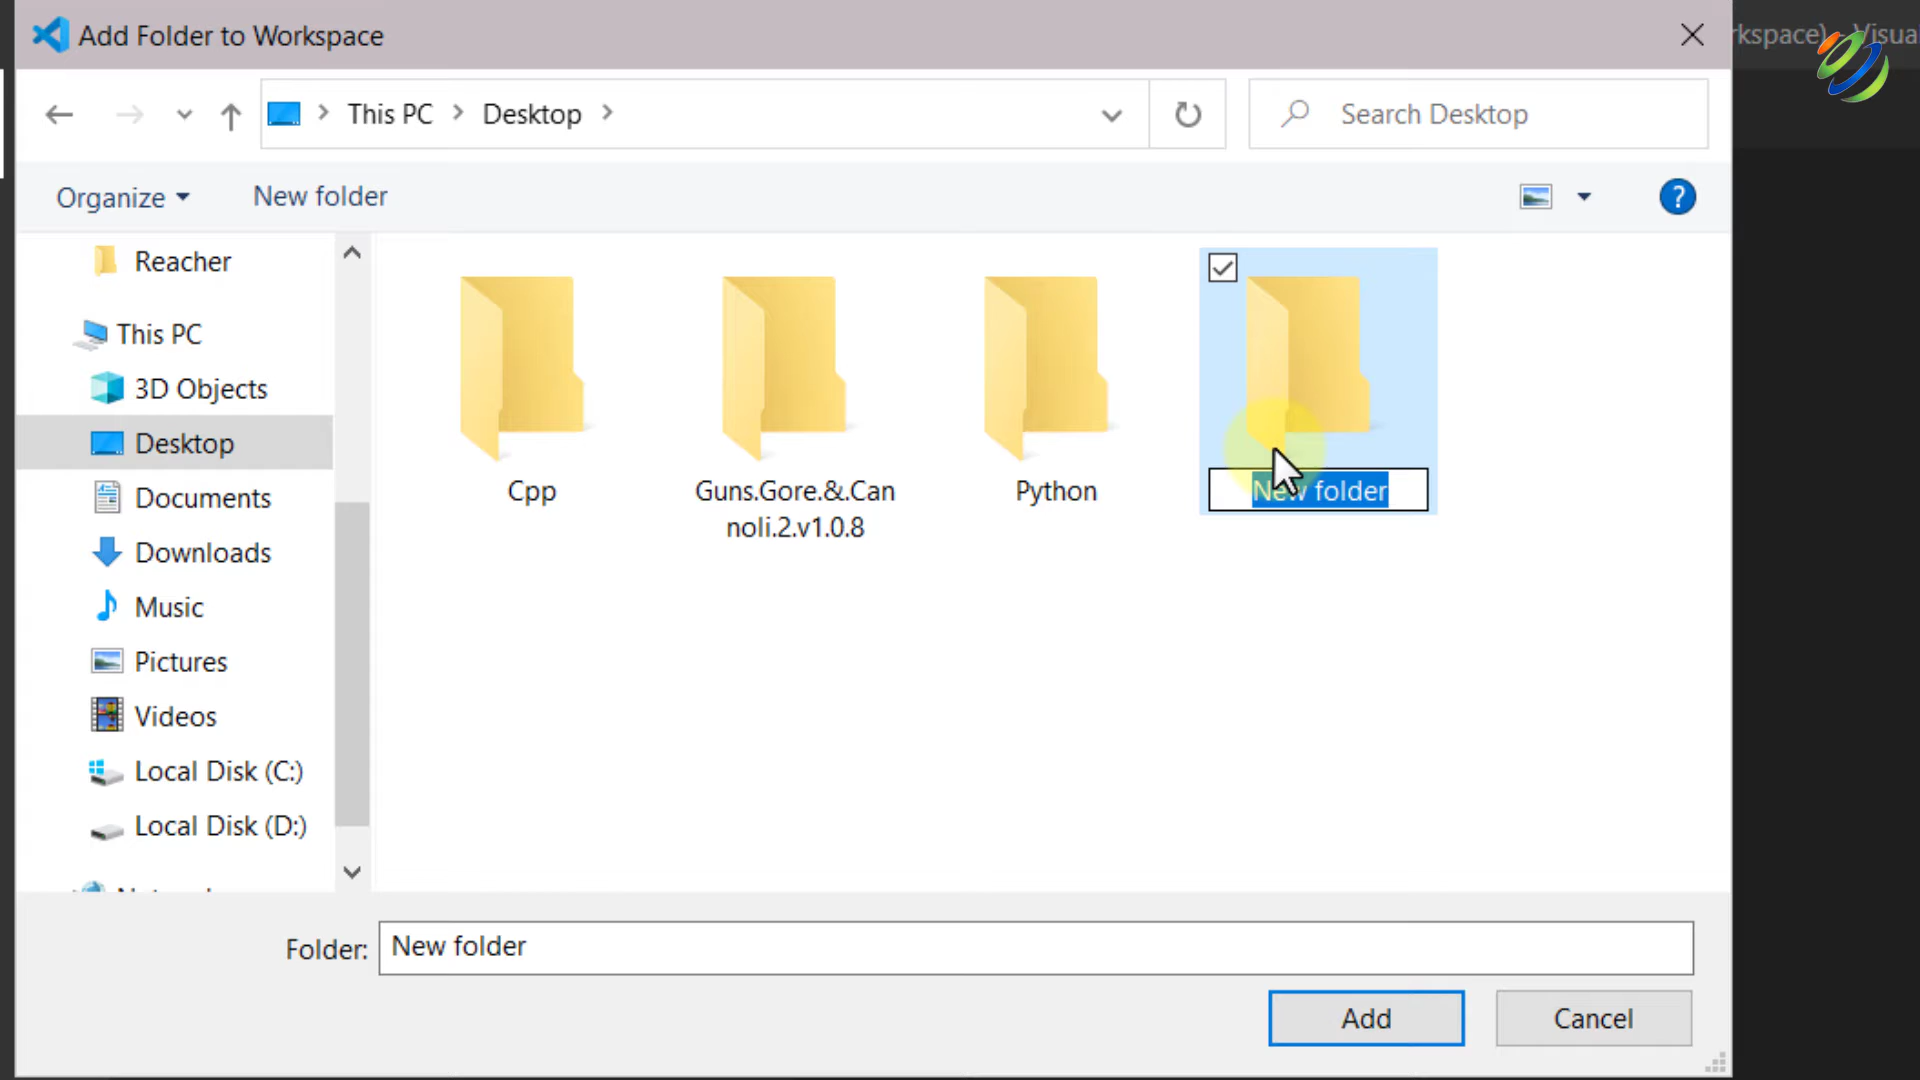 Add Folder to Workspace
rkspace) - Visua
This PC
Desktop
Search Desktop
Organize
New folder
?
Reacher
This PC
3D Objects
Desktop
Documents
Downloads
Music
Pictures
Videos
Local Disk (C:)
Local Disk (D:)
Cpp
Guns.Gore.&.Can
noli.2.v1.0.8
Python
New folder
Folder:
New folder
Add
Cancel